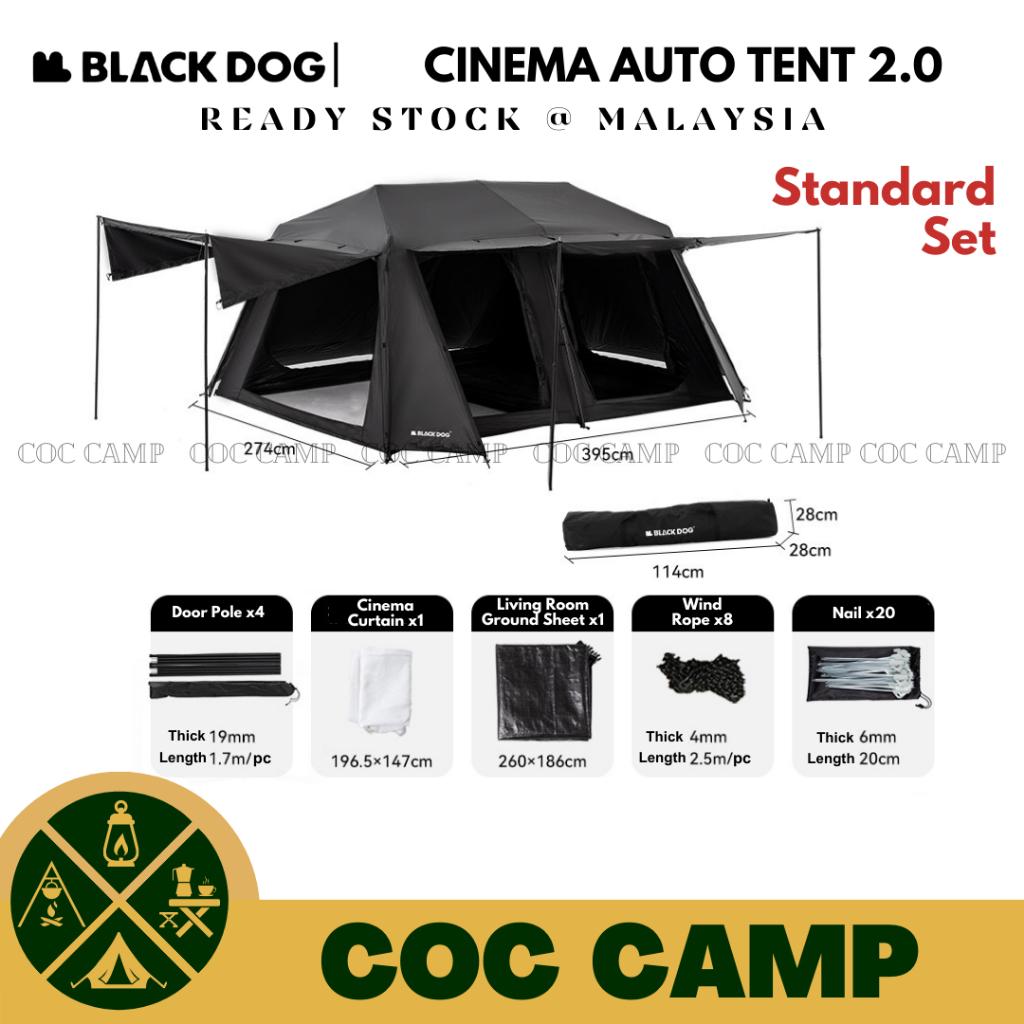 BLACK DOG | CINEMA AUTO TENT 2.0
READY STOCK @ MALAYSIA
Standard
Set
BLACK DOG
274cm
395cm
COC CAMP COC CAMP COC CAMP COC CAMP COC CAMP COC CAMP
BLACK DOG
28cm
28cm
114cm
Door Pole x4
Thick 19mm
Length 1.7m/pc
Cinema
Curtain x1
196.5×147cm
Living Room
Ground Sheet x1
260×186cm
Wind
Rope x8
Thick 4mm
Length 2.5m/pc
Nail x20
Thick 6mm
Length 20cm
COC CAMP